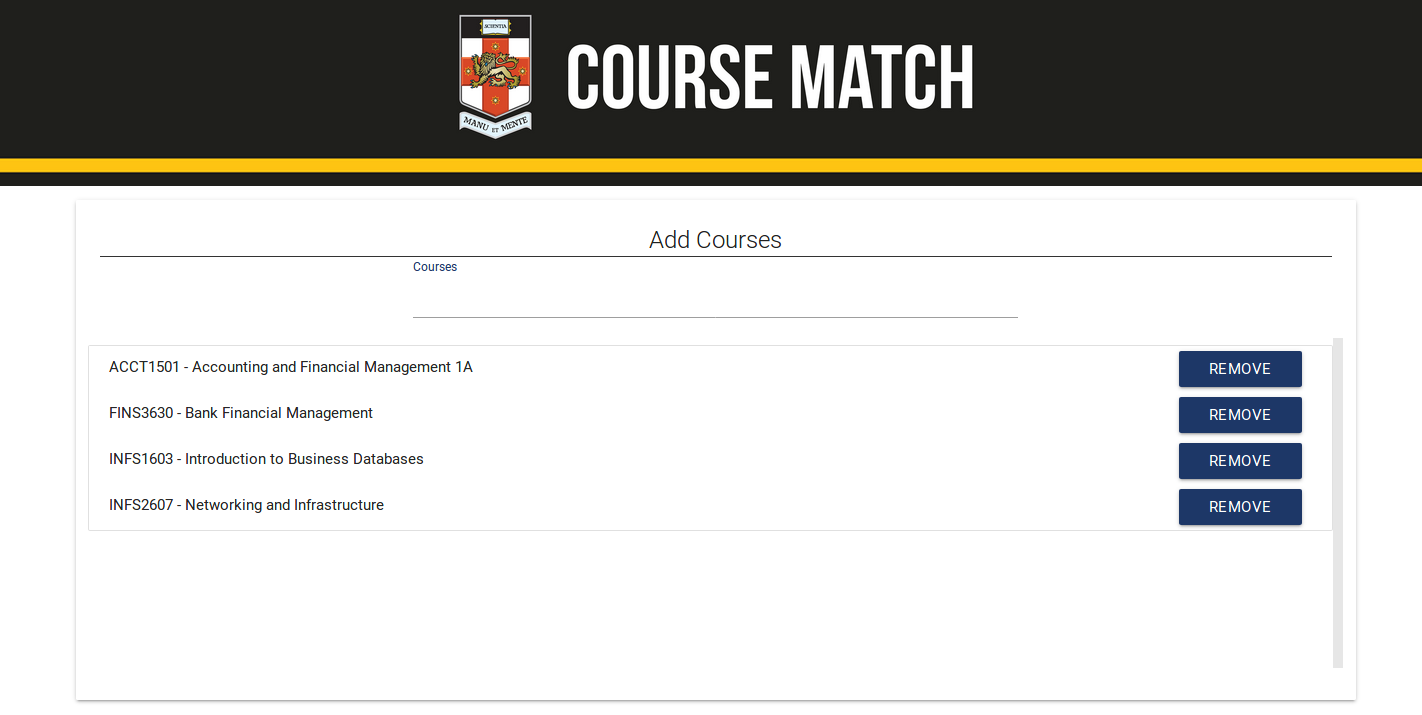 SCIENTIA
MANU ET MENTE
COURSE MATCH
Add Courses
Courses
ACCT1501 - Accounting and Financial Management 1A
REMOVE
FINS3630 - Bank Financial Management
REMOVE
INFS1603 - Introduction to Business Databases
REMOVE
INFS2607 - Networking and Infrastructure
REMOVE